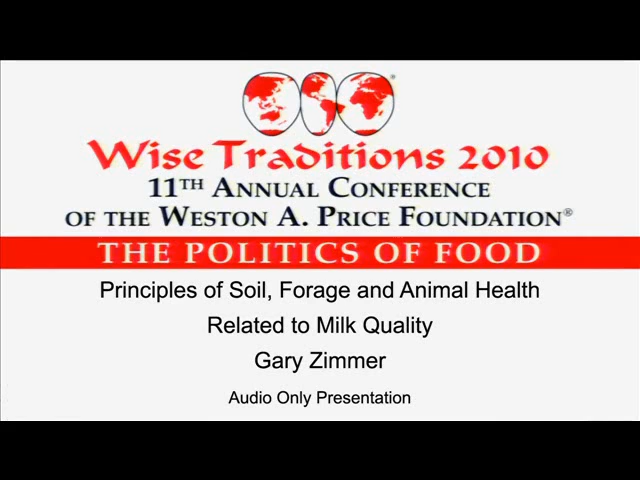 Wise Traditions 2010
11TH Annual Conference
of the Weston A. Price Foundation®
THE POLITICS OF FOOD
Principles of Soil, Forage and Animal Health
Related to Milk Quality
Gary Zimmer
Audio Only Presentation